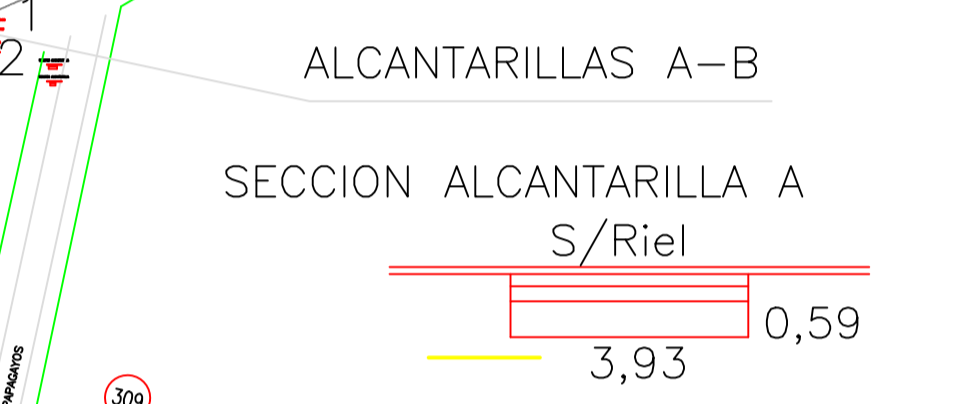 1
2
ALCANTARILLAS A-B
SECCION ALCANTARILLA A
S/Riel
0,59
3,93
PAPAGAYOS
309